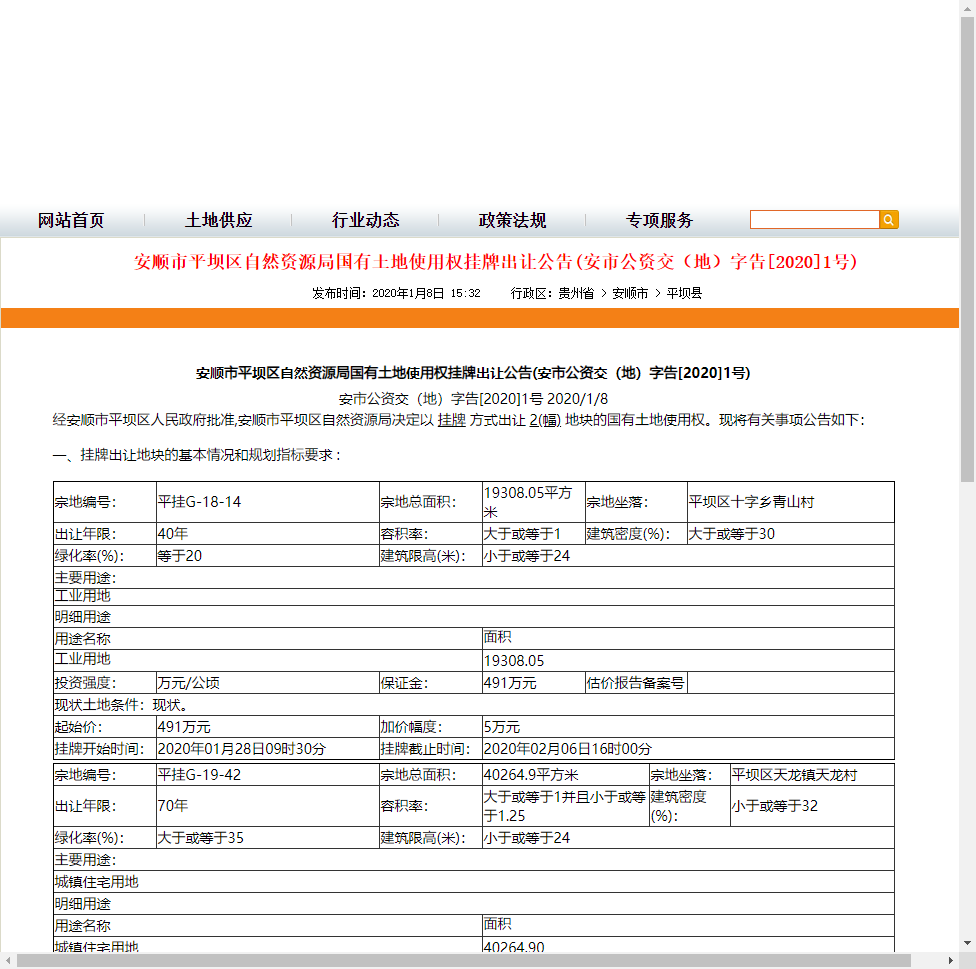 网站首页 土地供应 行业动态 政策法规 专项服务
安顺市平坝区自然资源局国有土地使用权挂牌出让公告(安市公资交（地）字告[2020]1号)
发布时间：2020年1月8日 15:32 行政区：贵州省 > 安顺市 > 平坝县
安顺市平坝区自然资源局国有土地使用权挂牌出让公告(安市公资交（地）字告[2020]1号)
安市公资交（地）字告[2020]1号 2020/1/8
经安顺市平坝区人民政府批准,安顺市平坝区自然资源局决定以 挂牌 方式出让 2(幅) 地块的国有土地使用权。现将有关事项公告如下：
一、挂牌出让地块的基本情况和规划指标要求：
宗地编号： 平挂G-18-14 宗地总面积： 19308.05平方米 宗地坐落： 平坝区十字乡青山村
出让年限： 40年 容积率： 大于或等于1 建筑密度(%)： 大于或等于30
绿化率(%)： 等于20 建筑限高(米)： 小于或等于24
主要用途：
工业用地
明细用途
用途名称 面积
工业用地 19308.05
投资强度： 万元/公顷 保证金： 491万元 估价报告备案号
现状土地条件：现状。
起始价： 491万元 加价幅度： 5万元
挂牌开始时间： 2020年01月28日09时30分 挂牌截止时间： 2020年02月06日16时00分
宗地编号： 平挂G-19-42 宗地总面积： 40264.9平方米 宗地坐落： 平坝区天龙镇天龙村
出让年限： 70年 容积率： 大于或等于1并且小于或等于1.25 建筑密度(%)： 小于或等于32
绿化率(%)： 大于或等于35 建筑限高(米)： 小于或等于24
主要用途：
城镇住宅用地
明细用途
用途名称 面积
城镇住宅用地 40264.90